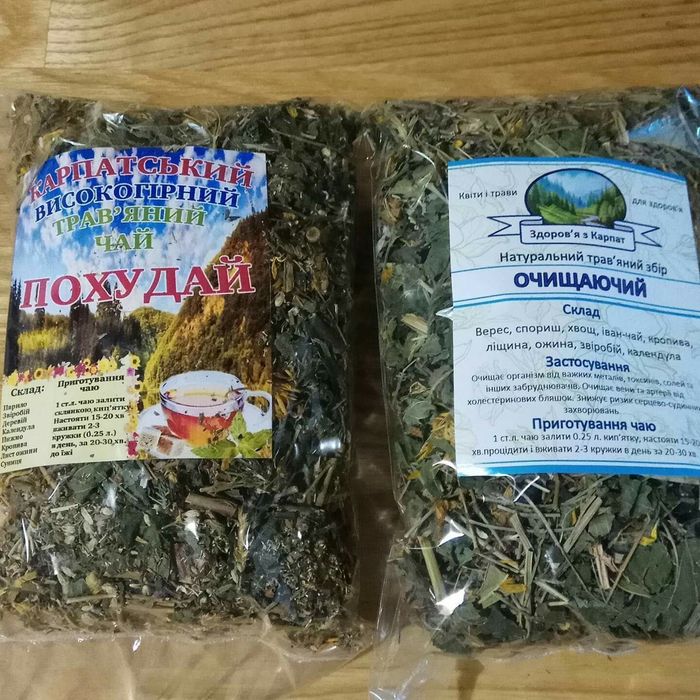 КАРПАТСЬКИЙ
ВИСОКОГІРНИЙ
ТРАВ'ЯНИЙ
ЧАЙ
ПОХУДАЙ
Склад:
Парило
Звіробій
Деревій
Календула
Пижмо
Кропива
Лист ожини
Суниця
Приготування
чаю
1 ст.л. чаю залити
склянкою, кип'ятку.
Настояти 15-20 хв
вживати 2-3
кружки (0.25 л.)
в день, за 20-30,хв.
до їжі
Квіти і трави
для здоров'я
Здоров'я з Карпат
Натуральний трав'яний збір
ОЧИЩАЮЧИЙ
Склад
Верес, спориш, хвощ, іван-чай, кропива,
ліщина, ожина, звіробій, календула
Застосування
Очищає організм від важких металів, токсинів, солей
інших забруднювачів. Очищає вени та артерії від
холестеринових бляшок. Знижує ризик серцево-судин
захворювань.
Приготування чаю
1 ст.л. чаю залити 0.25 л. кип'ятку, настояти 15-2
хв.процідити і вживати 2-3 кружки в день за 20-30 хв.